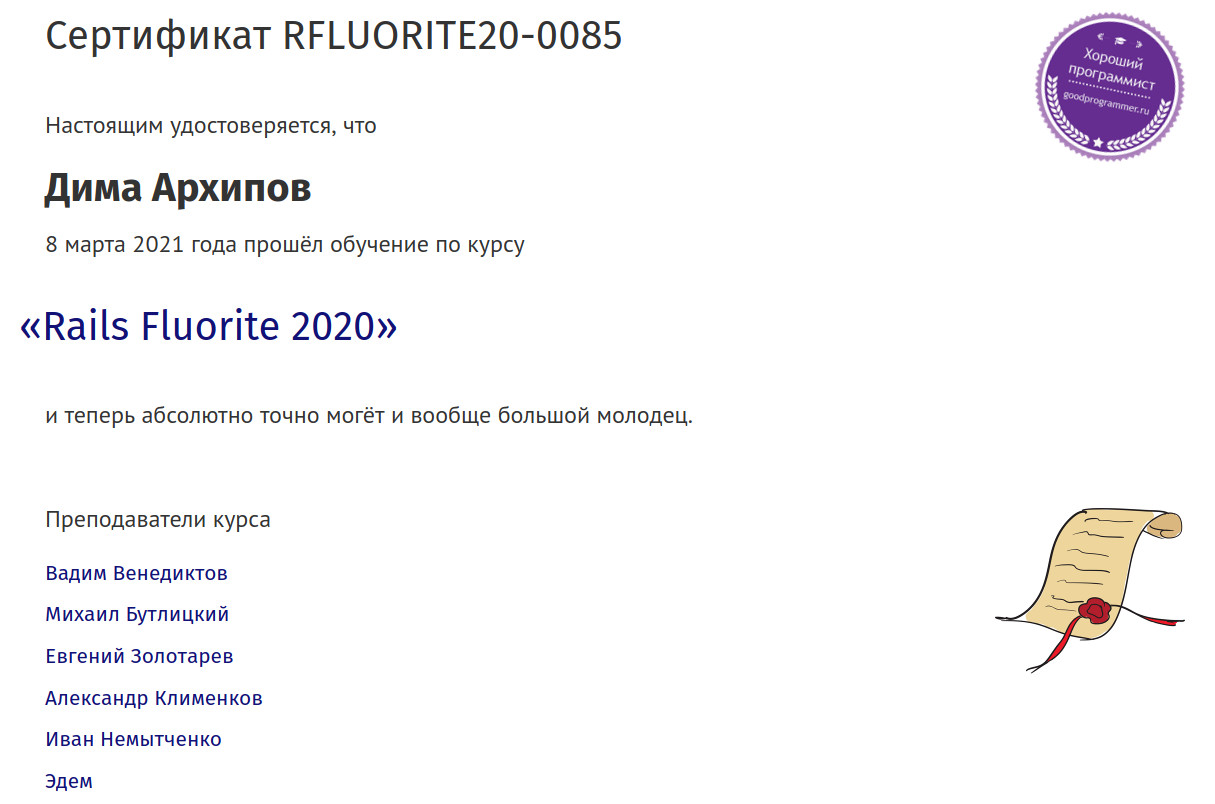 Сертификат RFLUORITE20-0085
Хороший
программист
goodprogrammer.ru
Настоящим удостоверяется, что
Дима Архипов
8 марта 2021 года прошёл обучение по курсу
«Rails Fluorite 2020»
и теперь абсолютно точно могёт и вообще большой молодец.
Преподаватели курса
Вадим Венедиктов
Михаил Бутлицкий
Евгений Золотарев
Александр Клименков
Иван Немытченко
Эдем